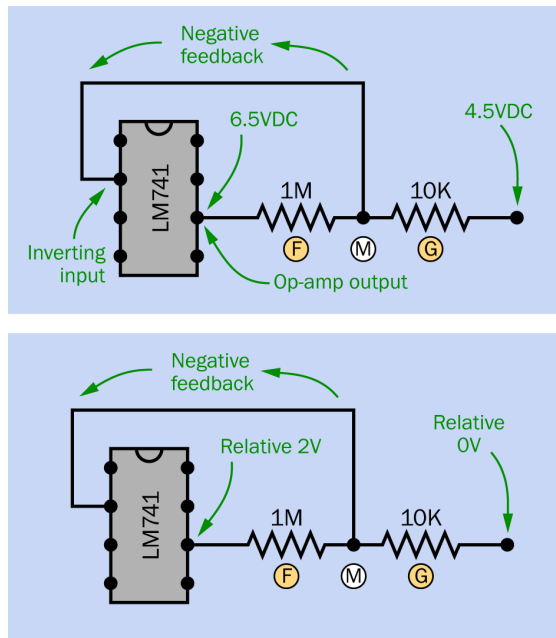 Negative
feedback
6.5VDC
4.5VDC
LM741
1M
10K
Inverting
input
F
M
G
Op-amp output
Negative
feedback
Relative
0V
Relative 2V
LM741
1M
10K
F
M
G